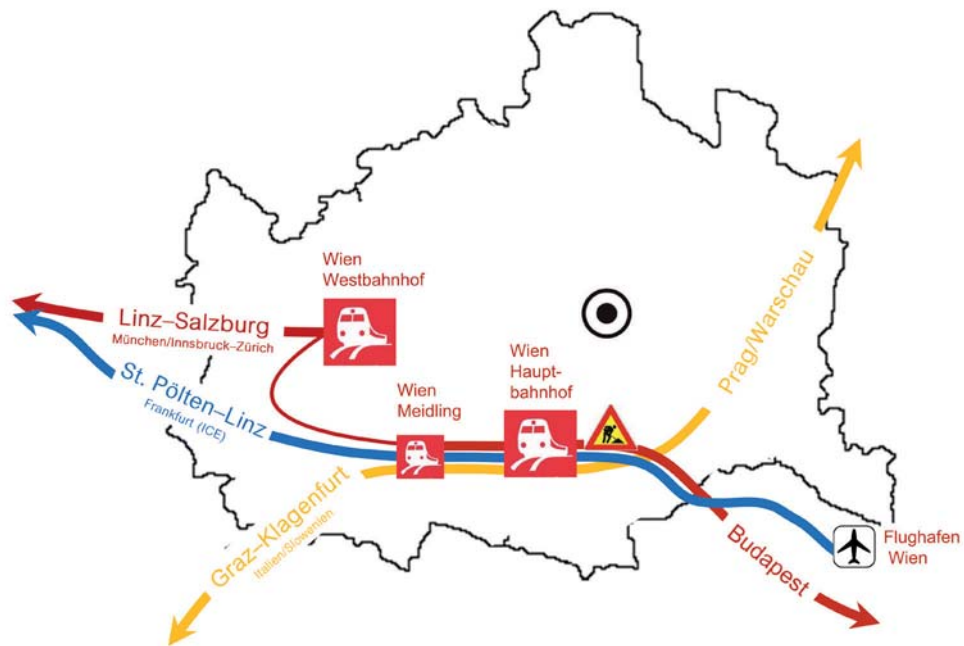 Wien
Westbahnhof
Linz–Salzburg
München/Innsbruck–Zürich
St. Pölten–Linz
Frankfurt (ICE)
Wien
Meidling
Wien
Haupt-
bahnhof
Prag/Warschau
Graz–Klagenfurt
Italien/Slowenien
Budapest
Flughafen
Wien